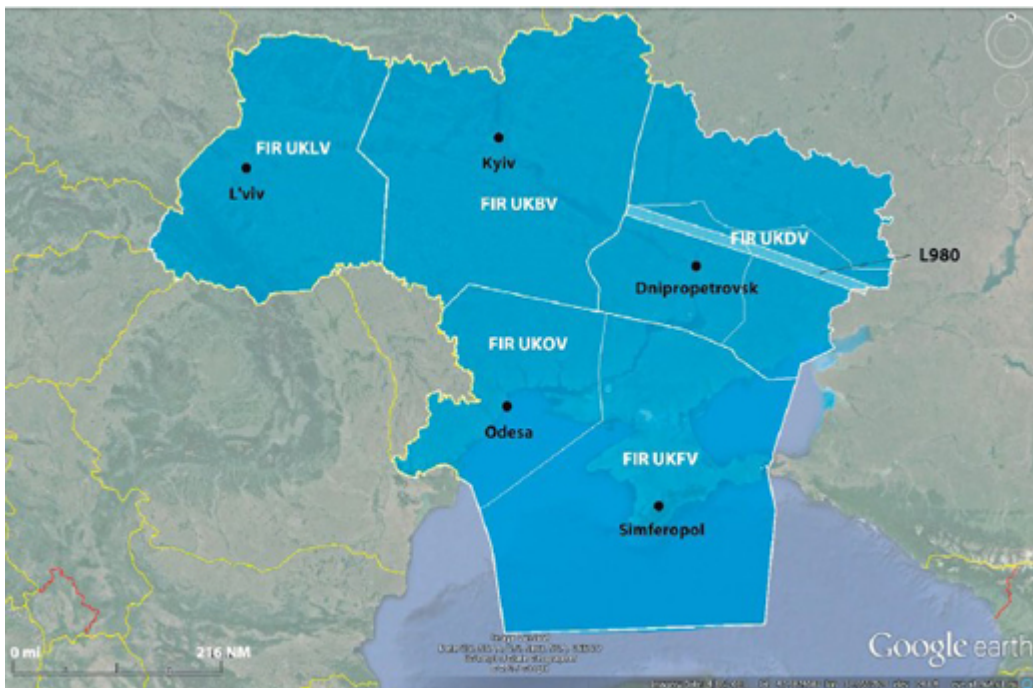 FIR UKLV
L'viv
Kyiv
FIR UKBV
FIR UKDV
L980
Dnipropetrovsk
FIR UKOV
Odesa
FIR UKFV
Simferopol
0 mi
216 NM
Google earth